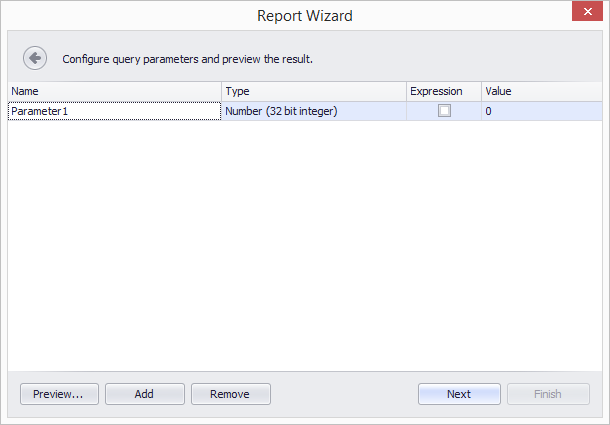 Report Wizard
Configure query parameters and preview the result.
Name Type Expression Value
Parameter1 Number (32 bit integer) 0
Preview... Add Remove Next Finish